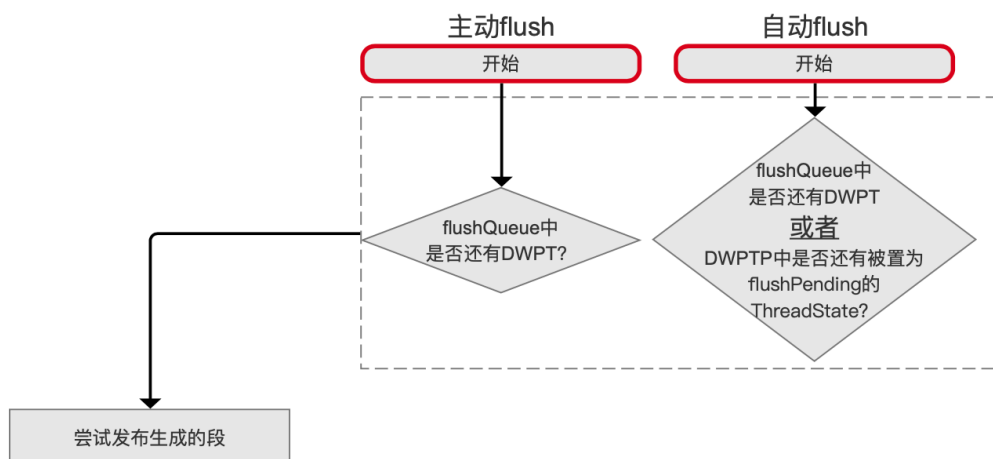 主动flush
自动flush
开始
开始
flushQueue中
是否还有DWPT?
flushQueue中
是否还有DWPT
或者
DWPTP中是否还有被置为
flushPending的
ThreadState?
尝试发布生成的段